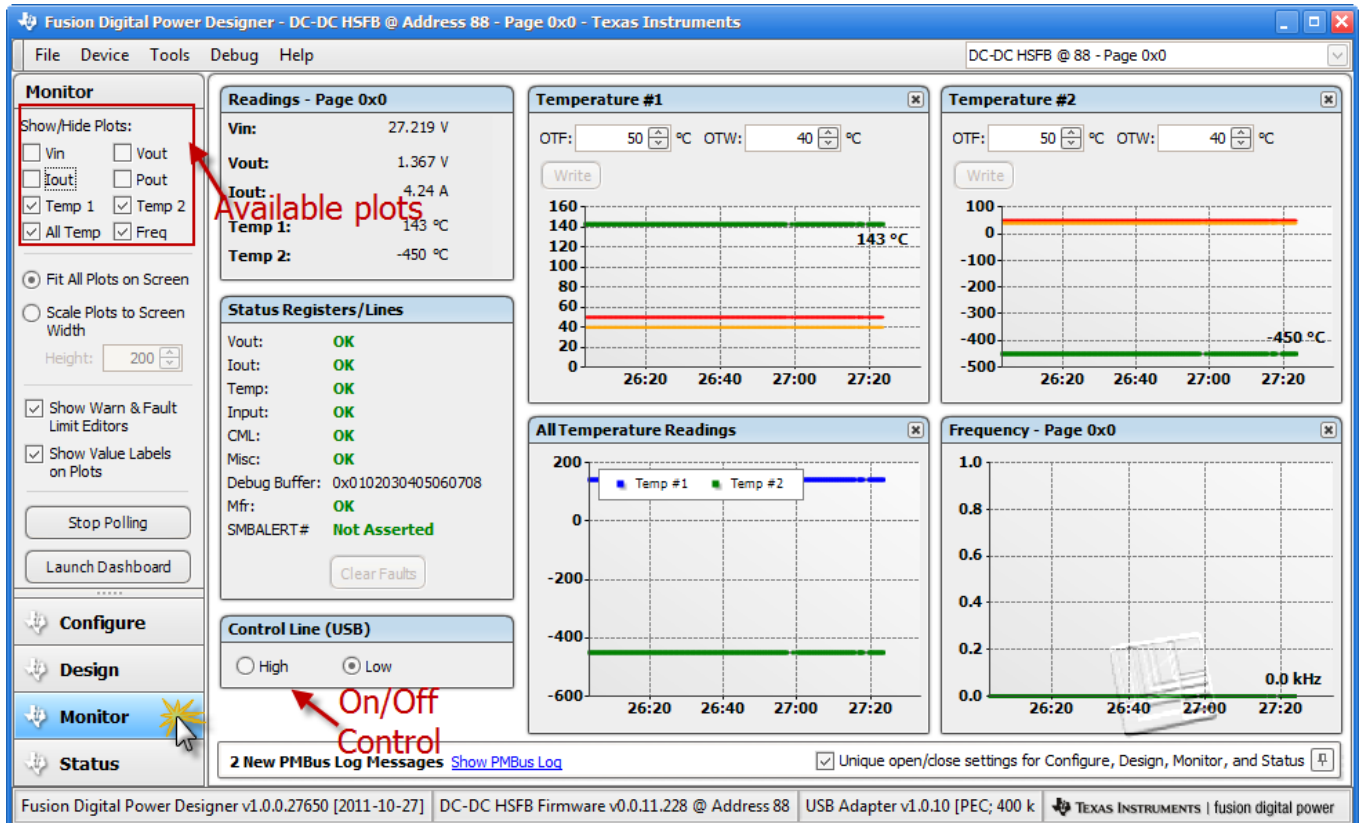 Fusion Digital Power Designer - DC-DC HSFB @ Address 88 - Page 0x0 - Texas Instruments
File Device Tools Debug Help
DC-DC HSFB @ 88 - Page 0x0
Monitor
Show/Hide Plots:
Vin Vout
Iout Pout
Temp 1 Temp 2
All Temp Freq
Available plots
Fit All Plots on Screen
Scale Plots to Screen
Width
Height: 200
Show Warn & Fault
Limit Editors
Show Value Labels
on Plots
Stop Polling
Launch Dashboard
Configure
Design
Monitor
Status
Readings - Page 0x0
Vin: 27.219 V
Vout: 1.367 V
Iout: 4.24 A
Temp 1: 143 ºC
Temp 2: -450 ºC
Status Registers/Lines
Vout: OK
Iout: OK
Temp: OK
Input: OK
CML: OK
Misc: OK
Debug Buffer: 0x0102030405060708
Mfr: OK
SMBALERT# Not Asserted
Clear Faults
Control Line (USB)
High Low
On/Off
Control
Temperature #1
OTF: 50 ºC OTW: 40 ºC
Write
160
140
120
100
80
60
40
20
0
143 ºC
26:20 26:40 27:00 27:20
Temperature #2
OTF: 50 ºC OTW: 40 ºC
Write
100
0
-100
-200
-300
-400
-500
-450 ºC
26:20 26:40 27:00 27:20
All Temperature Readings
Temp #1 Temp #2
200
0
-200
-400
-600
26:20 26:40 27:00 27:20
Frequency - Page 0x0
1.0
0.8
0.6
0.4
0.2
0.0
0.0 kHz
26:20 26:40 27:00 27:20
2 New PMBus Log Messages Show PMBus Log
Unique open/close settings for Configure, Design, Monitor, and Status
Fusion Digital Power Designer v1.0.0.27650 [2011-10-27] DC-DC HSFB Firmware v0.0.11.228 @ Address 88 USB Adapter v1.0.10 [PEC; 400 k TEXAS INSTRUMENTS | fusion digital power